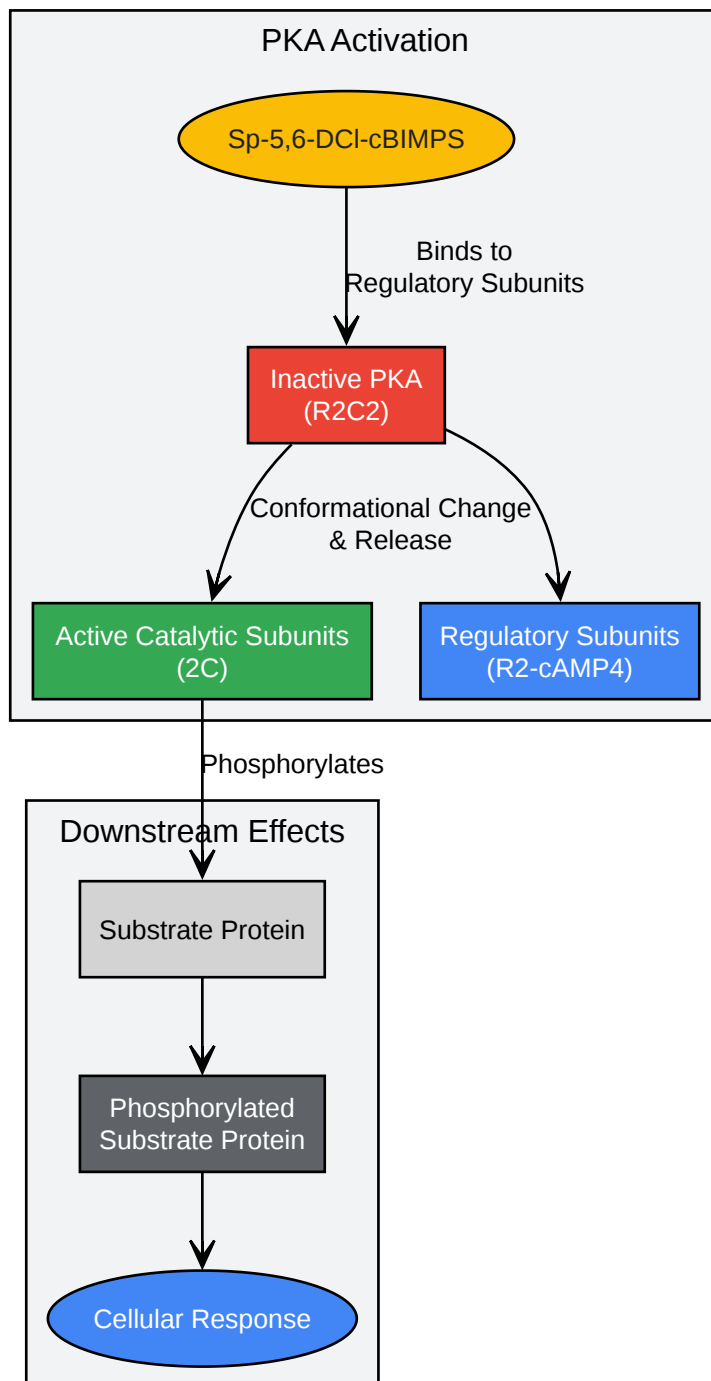 PKA Activation
Sp-5,6-DCl-cBIMPS
Binds to
Regulatory Subunits
Inactive PKA
(R2C2)
Conformational Change
& Release
Active Catalytic Subunits
(2C)
Regulatory Subunits
(R2-cAMP4)
Phosphorylates
Downstream Effects
Substrate Protein
Phosphorylated
Substrate Protein
Cellular Response